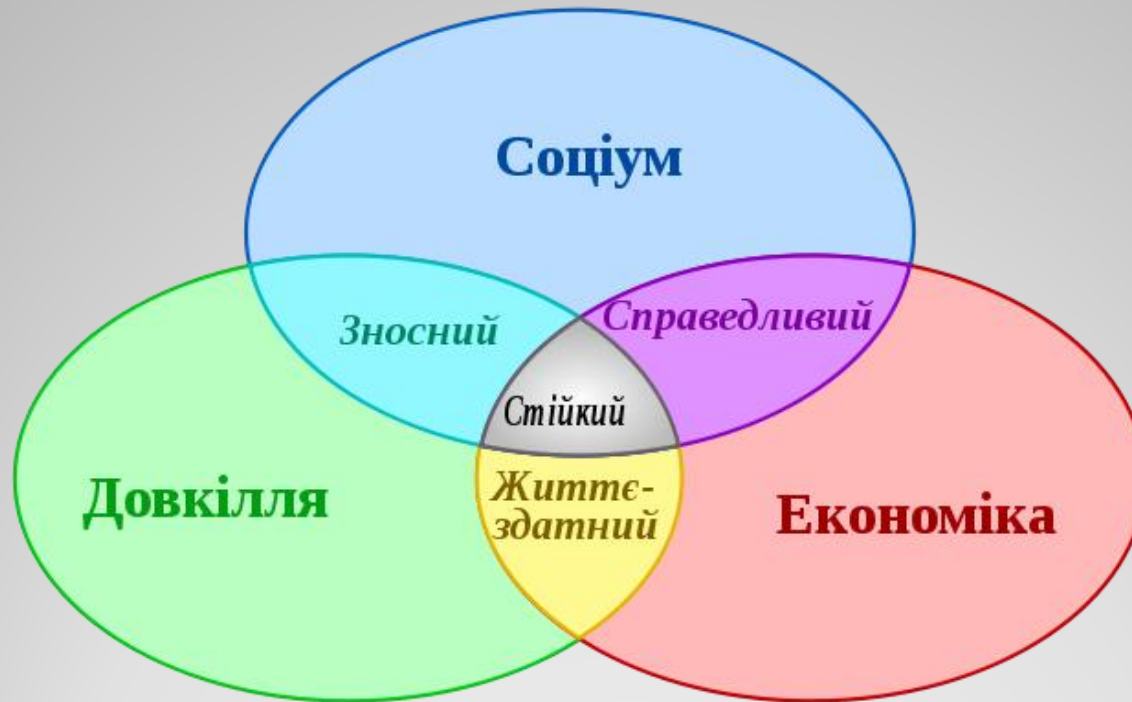 Соціум
Зносний
Справедливий
Стійкий
Довкілля
Життє-
здатний
Економіка